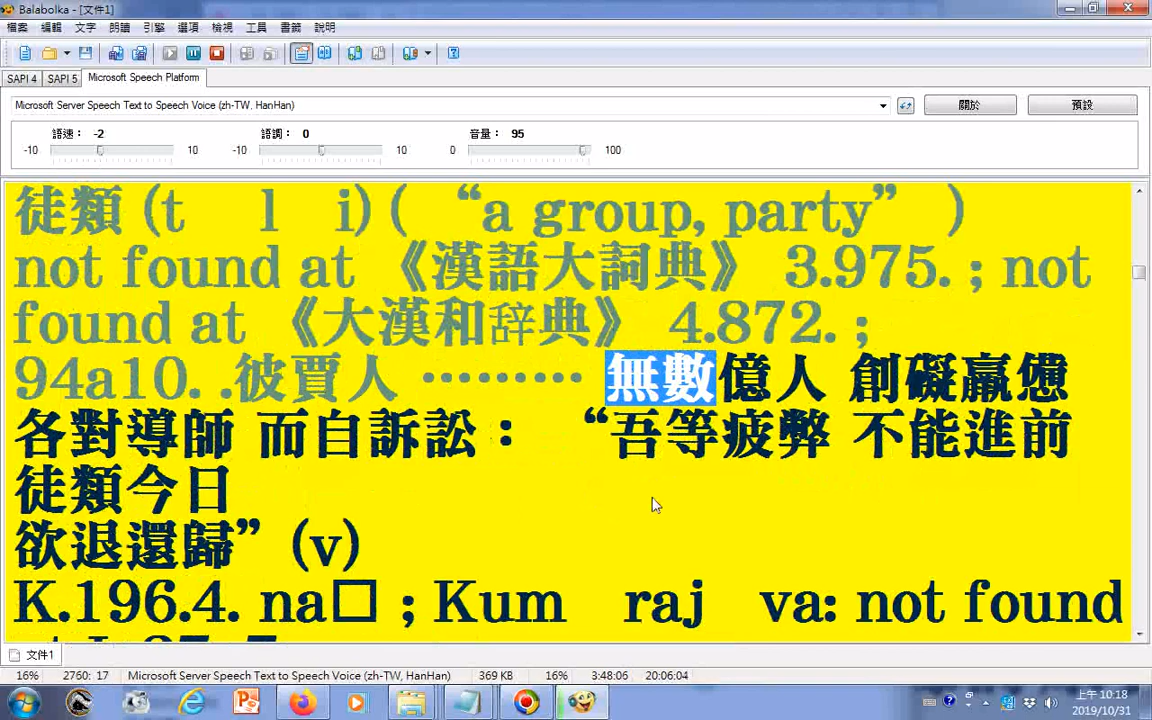 Balabolka - [文件1]
檔案 編輯 文字 朗讀 引擎 選項 檢視 工具 書籤 說明
SAPI 4 SAPI 5 Microsoft Speech Platform
Microsoft Server Speech Text to Speech Voice (zh-TW, HanHan) 關於 預設
語速： -2 語調： 0 音量： 95
-10 10 -10 10 0 100
徒類 (t l i) ( “a group, party” )
not found at 《漢語大詞典》 3.975. ; not
found at 《大漢和辞典》 4.872. ;
94a10. .彼賈人 ……… 無數億人 創礙羸憊
各對導師 而自訴訟： “吾等疲弊 不能進前
徒類今日
欲退還歸” (v)
K.196.4. na□ ; Kum raj va: not found
文件1
16% 2760: 17 Microsoft Server Speech Text to Speech Voice (zh-TW, HanHan) 369 KB 16% 3:48:06 20:06:04
上午 10:18
2019/10/31